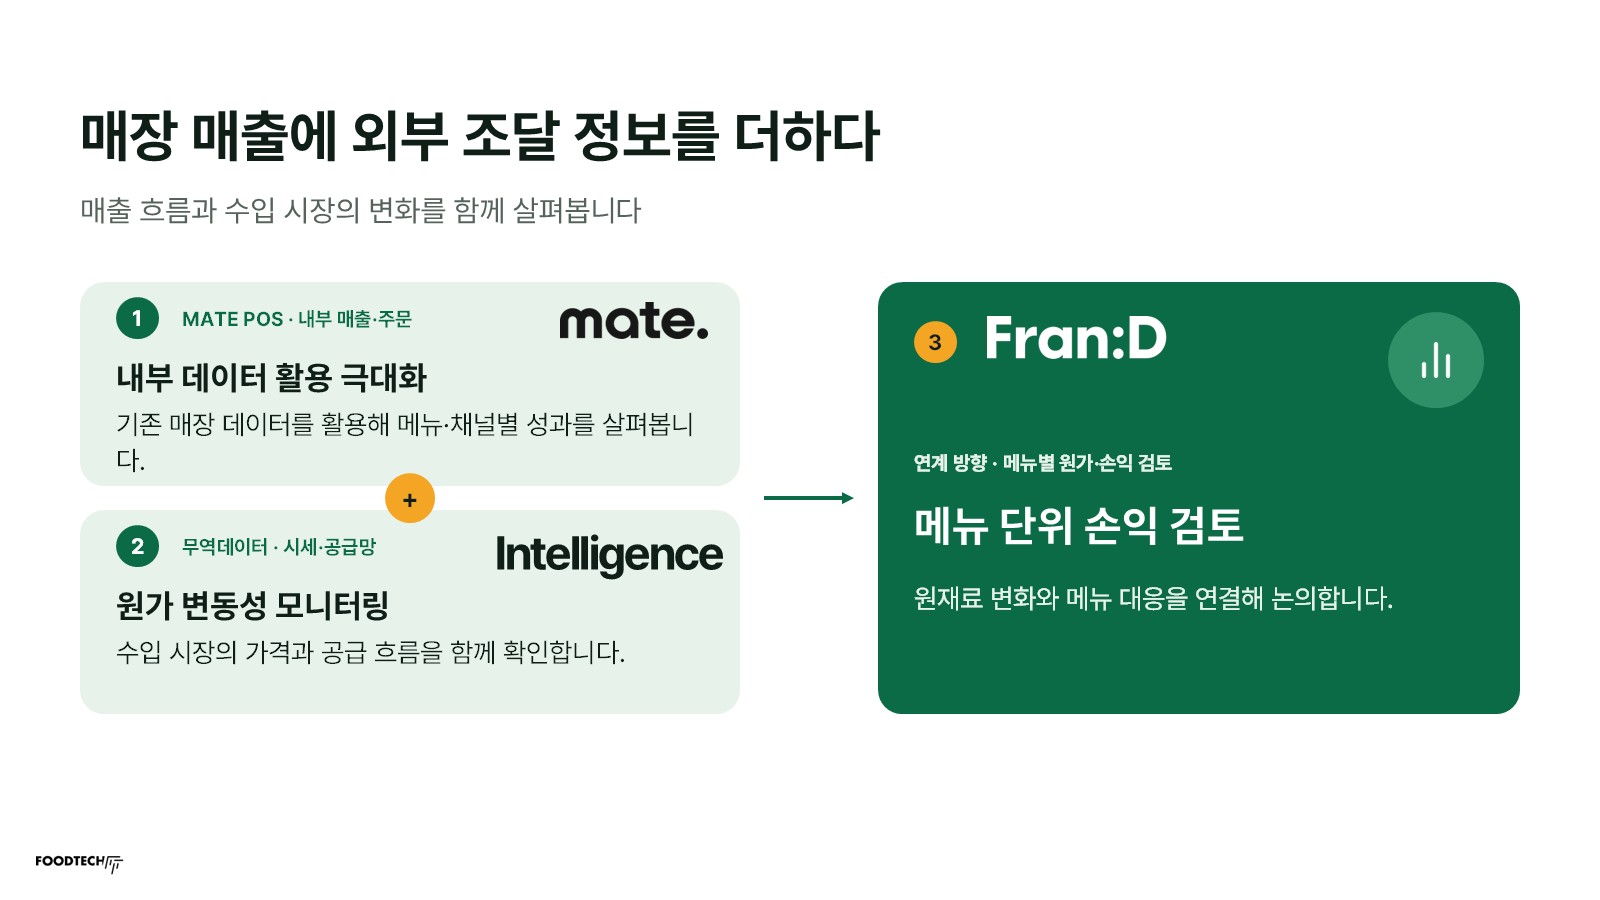 매장 매출에 외부 조달 정보를 더하다
매출 흐름과 수입 시장의 변화를 함께 살펴봅니다
1 MATE POS · 내부 매출·주문 mate.
내부 데이터 활용 극대화
기존 매장 데이터를 활용해 메뉴·채널별 성과를 살펴봅니
다.
+
2 무역데이터 · 시세·공급망 Intelligence
원가 변동성 모니터링
수입 시장의 가격과 공급 흐름을 함께 확인합니다.
3 Fran:D
연계 방향 · 메뉴별 원가·손익 검토
메뉴 단위 손익 검토
원재료 변화와 메뉴 대응을 연결해 논의합니다.
FOODTECH